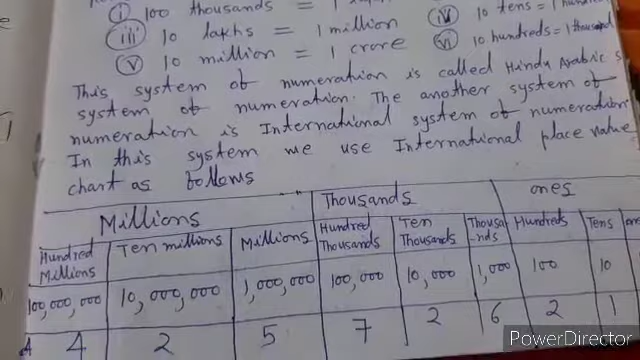 (i) 100 thousands = 1
(iv) 10 tens = 1
(iii) 10 lakhs = 1 million
(vi) 10 hundreds = 1 thousand
(v) 10 million = 1 crore
This system of numeration is called Hindu Arabic
system of numeration. The another system of
numeration is International system of numeration
In this system we use International place value
chart as follows
Millions Thousands ones
Hundred Millions Ten millions Millions Hundred Thousands Ten Thousands Thousa-nds Hundreds Tens
100,000,000 10,000,000 1,000,000 100,000 10,000 1,000 100 10
4 2 5 7 2 6 2 1
PowerDirector